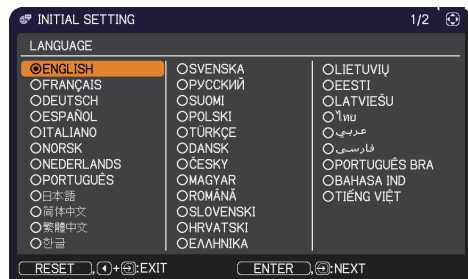 INITIAL SETTING 1/2
LANGUAGE
ENGLISH
FRANÇAIS
DEUTSCH
ESPAÑOL
ITALIANO
NORSK
NEDERLANDS
PORTUGUÊS
日本語
简体中文
繁體中文
한글
SVENSKA
РУССКИЙ
SUOMI
POLSKI
TÜRKÇE
DANSK
ČESKY
MAGYAR
ROMÂNĂ
SLOVENSKI
HRVATSKI
ΕΛΛΗΝΙΚΑ
LIETUVIŲ
EESTI
LATVIEŠU
ไทย
عربي
فارسی
PORTUGUÊS BRA
BAHASA IND
TIẾNG VIỆT
RESET ,+:EXIT ENTER ,:NEXT